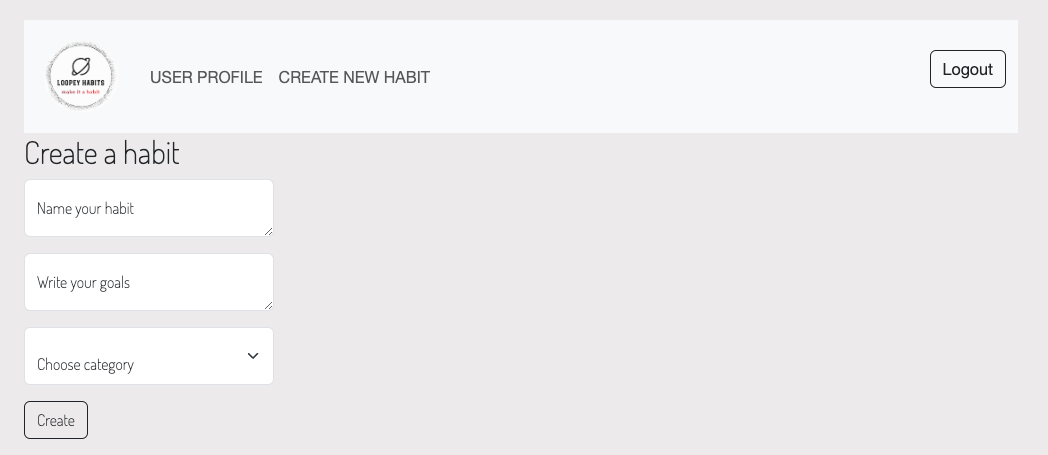 LOOPEY HABITS
make it a habit
USER PROFILE CREATE NEW HABIT
Logout
Create a habit
Name your habit
Write your goals
Choose category
Create